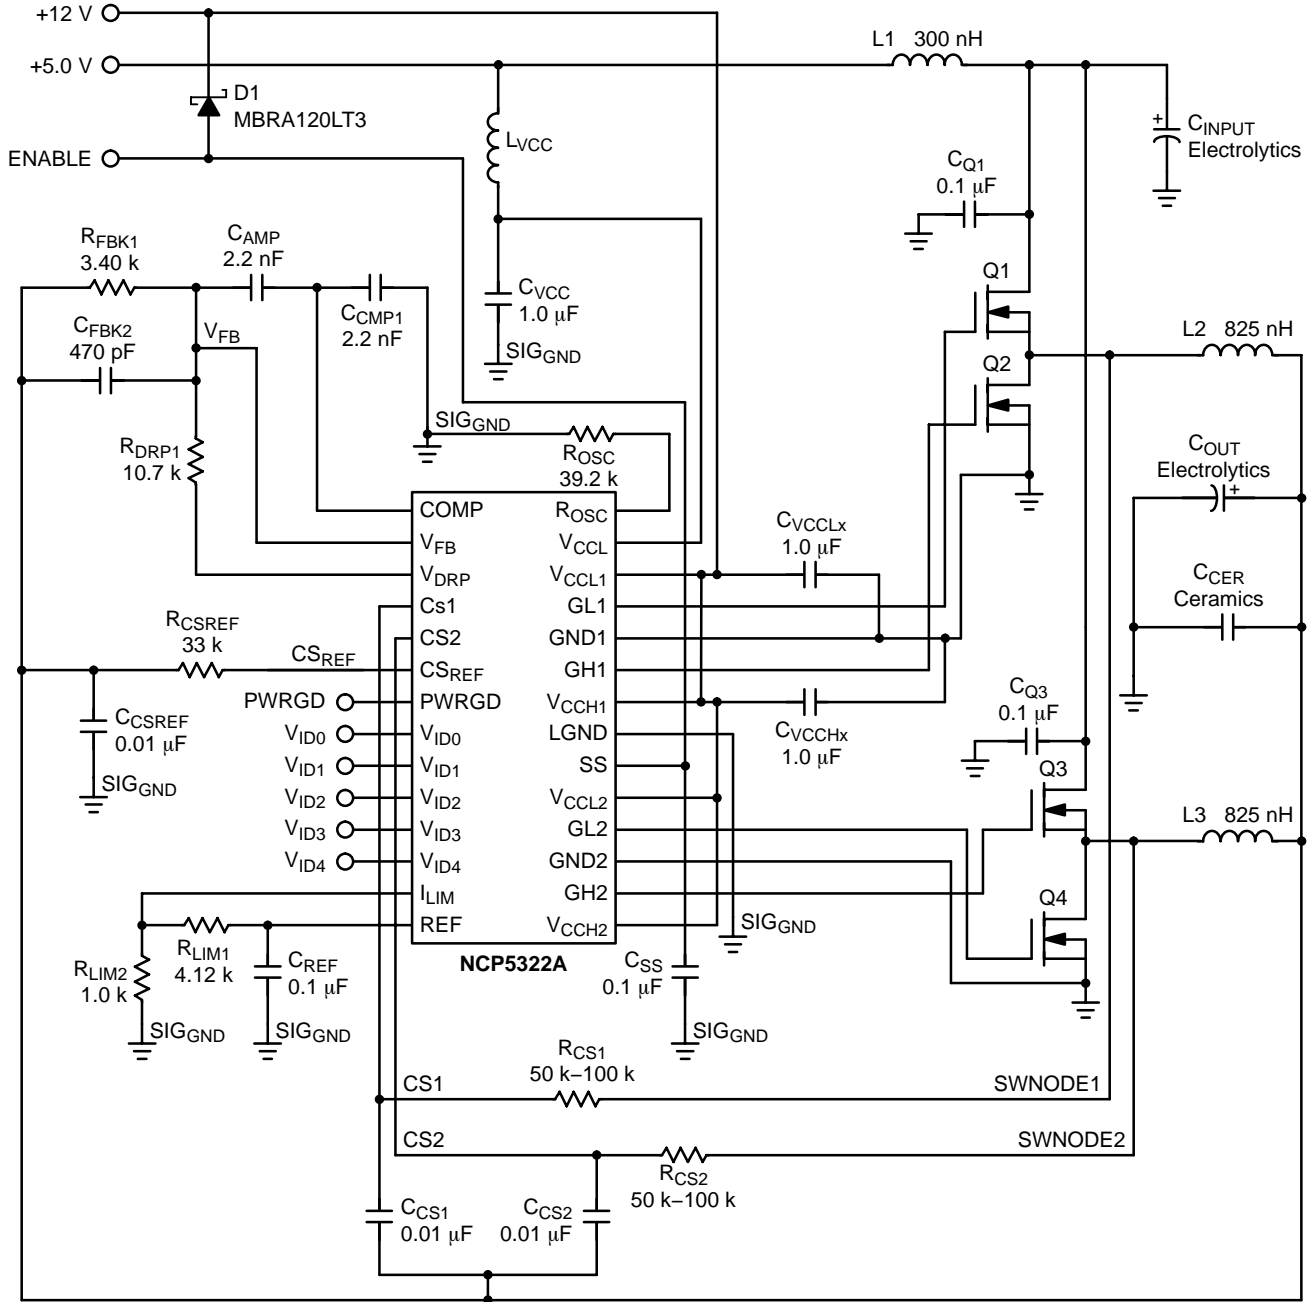 +12 V
+5.0 V
ENABLE
D1
MBRA120LT3
L1 300 nH
LVCC
CINPUT
Electrolytics
CQ1
0.1 μF
RFBK1
3.40 k
CAMP
2.2 nF
CCMP1
2.2 nF
CFBK2
470 pF
VFB
CVCC
1.0 μF
SIGGND
Q1
L2 825 nH
Q2
RDRP1
10.7 k
SIGGND
ROSC
39.2 k
COUT
Electrolytics
CCER
Ceramics
COMP
VFB
VDRP
Cs1
CS2
CSREF
PWRGD
VID0
VID1
VID2
VID3
VID4
ILIM
REF
ROSC
VCCL
VCCL1
GL1
GND1
GH1
VCCH1
LGND
SS
VCCL2
GL2
GND2
GH2
VCCH2
NCP5322A
CVCCLx
1.0 μF
CVCCHx
1.0 μF
RCSREF
33 k
CSREF
CCSREF
0.01 μF
SIGGND
PWRGD
VID0
VID1
VID2
VID3
VID4
CQ3
0.1 μF
Q3
L3 825 nH
Q4
RLIM1
4.12 k
RLIM2
1.0 k
CREF
0.1 μF
SIGGND
SIGGND
SIGGND
CSS
0.1 μF
SIGGND
RCS1
50 k–100 k
CS1
SWNODE1
CS2
SWNODE2
RCS2
50 k–100 k
CCS1
0.01 μF
CCS2
0.01 μF